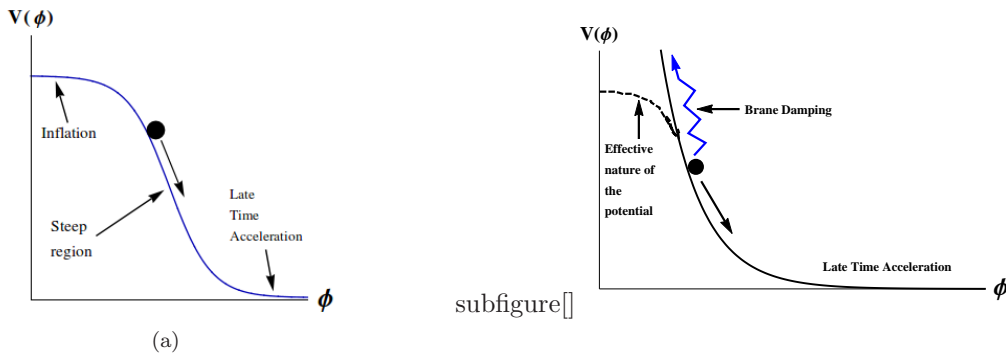 V(ϕ)
Inflation
Steep
region
Late
Time
Acceleration
ϕ
(a)
subfigure[]
V(ϕ)
Brane Damping
Effective
nature of
the
potential
Late Time Acceleration
ϕ